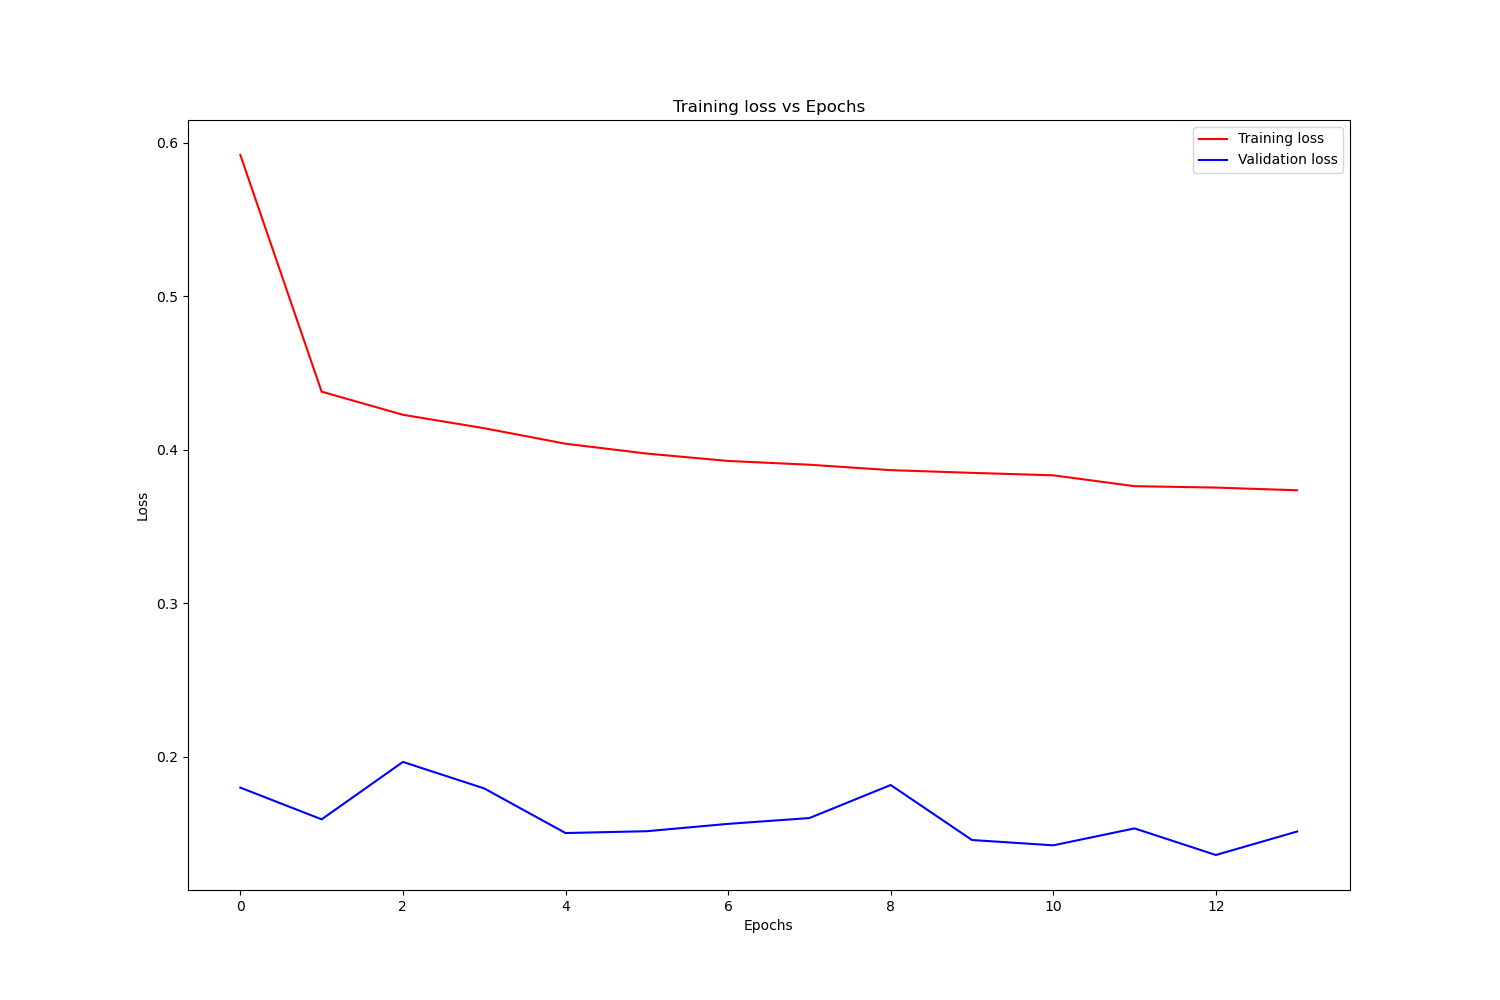 Training loss vs Epochs
Training loss
Validation loss
0.6
0.5
0.4
0.3
0.2
Loss
0 2 4 6 8 10 12
Epochs